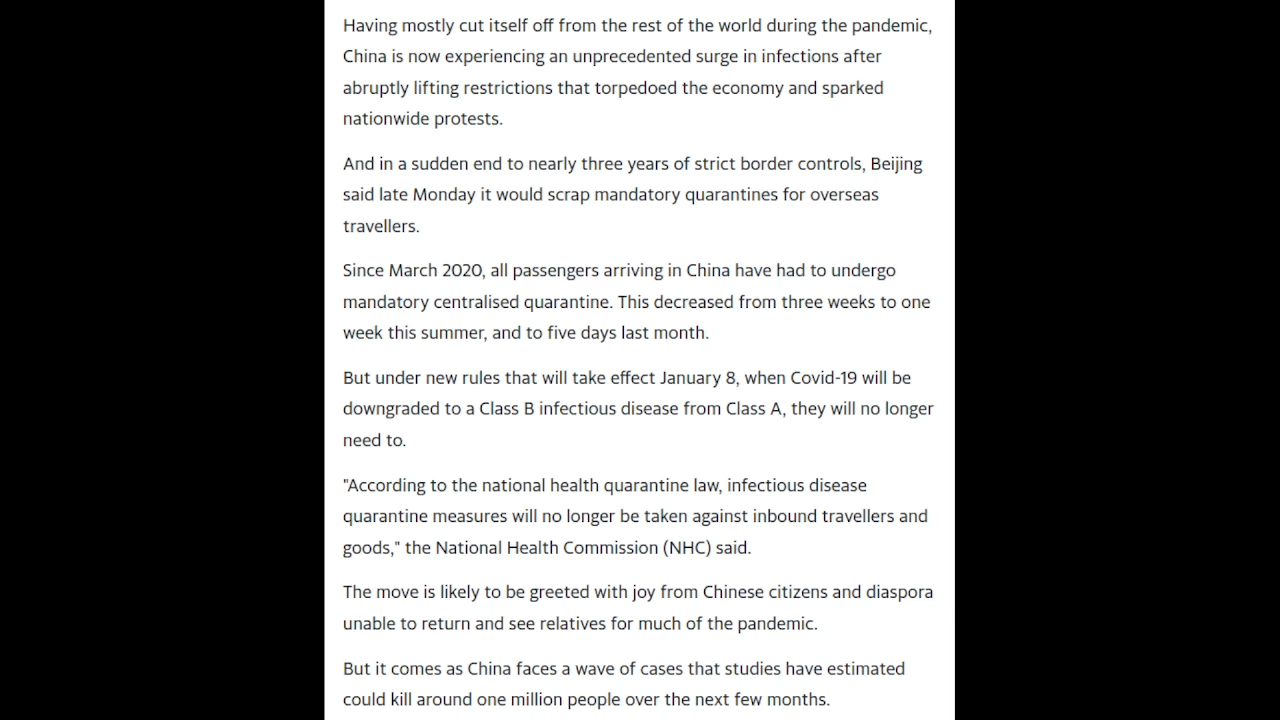 Having mostly cut itself off from the rest of the world during the pandemic,
China is now experiencing an unprecedented surge in infections after
abruptly lifting restrictions that torpedoed the economy and sparked
nationwide protests.
And in a sudden end to nearly three years of strict border controls, Beijing
said late Monday it would scrap mandatory quarantines for overseas
travellers.
Since March 2020, all passengers arriving in China have had to undergo
mandatory centralised quarantine. This decreased from three weeks to one
week this summer, and to five days last month.
But under new rules that will take effect January 8, when Covid-19 will be
downgraded to a Class B infectious disease from Class A, they will no longer
need to.
"According to the national health quarantine law, infectious disease
quarantine measures will no longer be taken against inbound travellers and
goods," the National Health Commission (NHC) said.
The move is likely to be greeted with joy from Chinese citizens and diaspora
unable to return and see relatives for much of the pandemic.
But it comes as China faces a wave of cases that studies have estimated
could kill around one million people over the next few months.